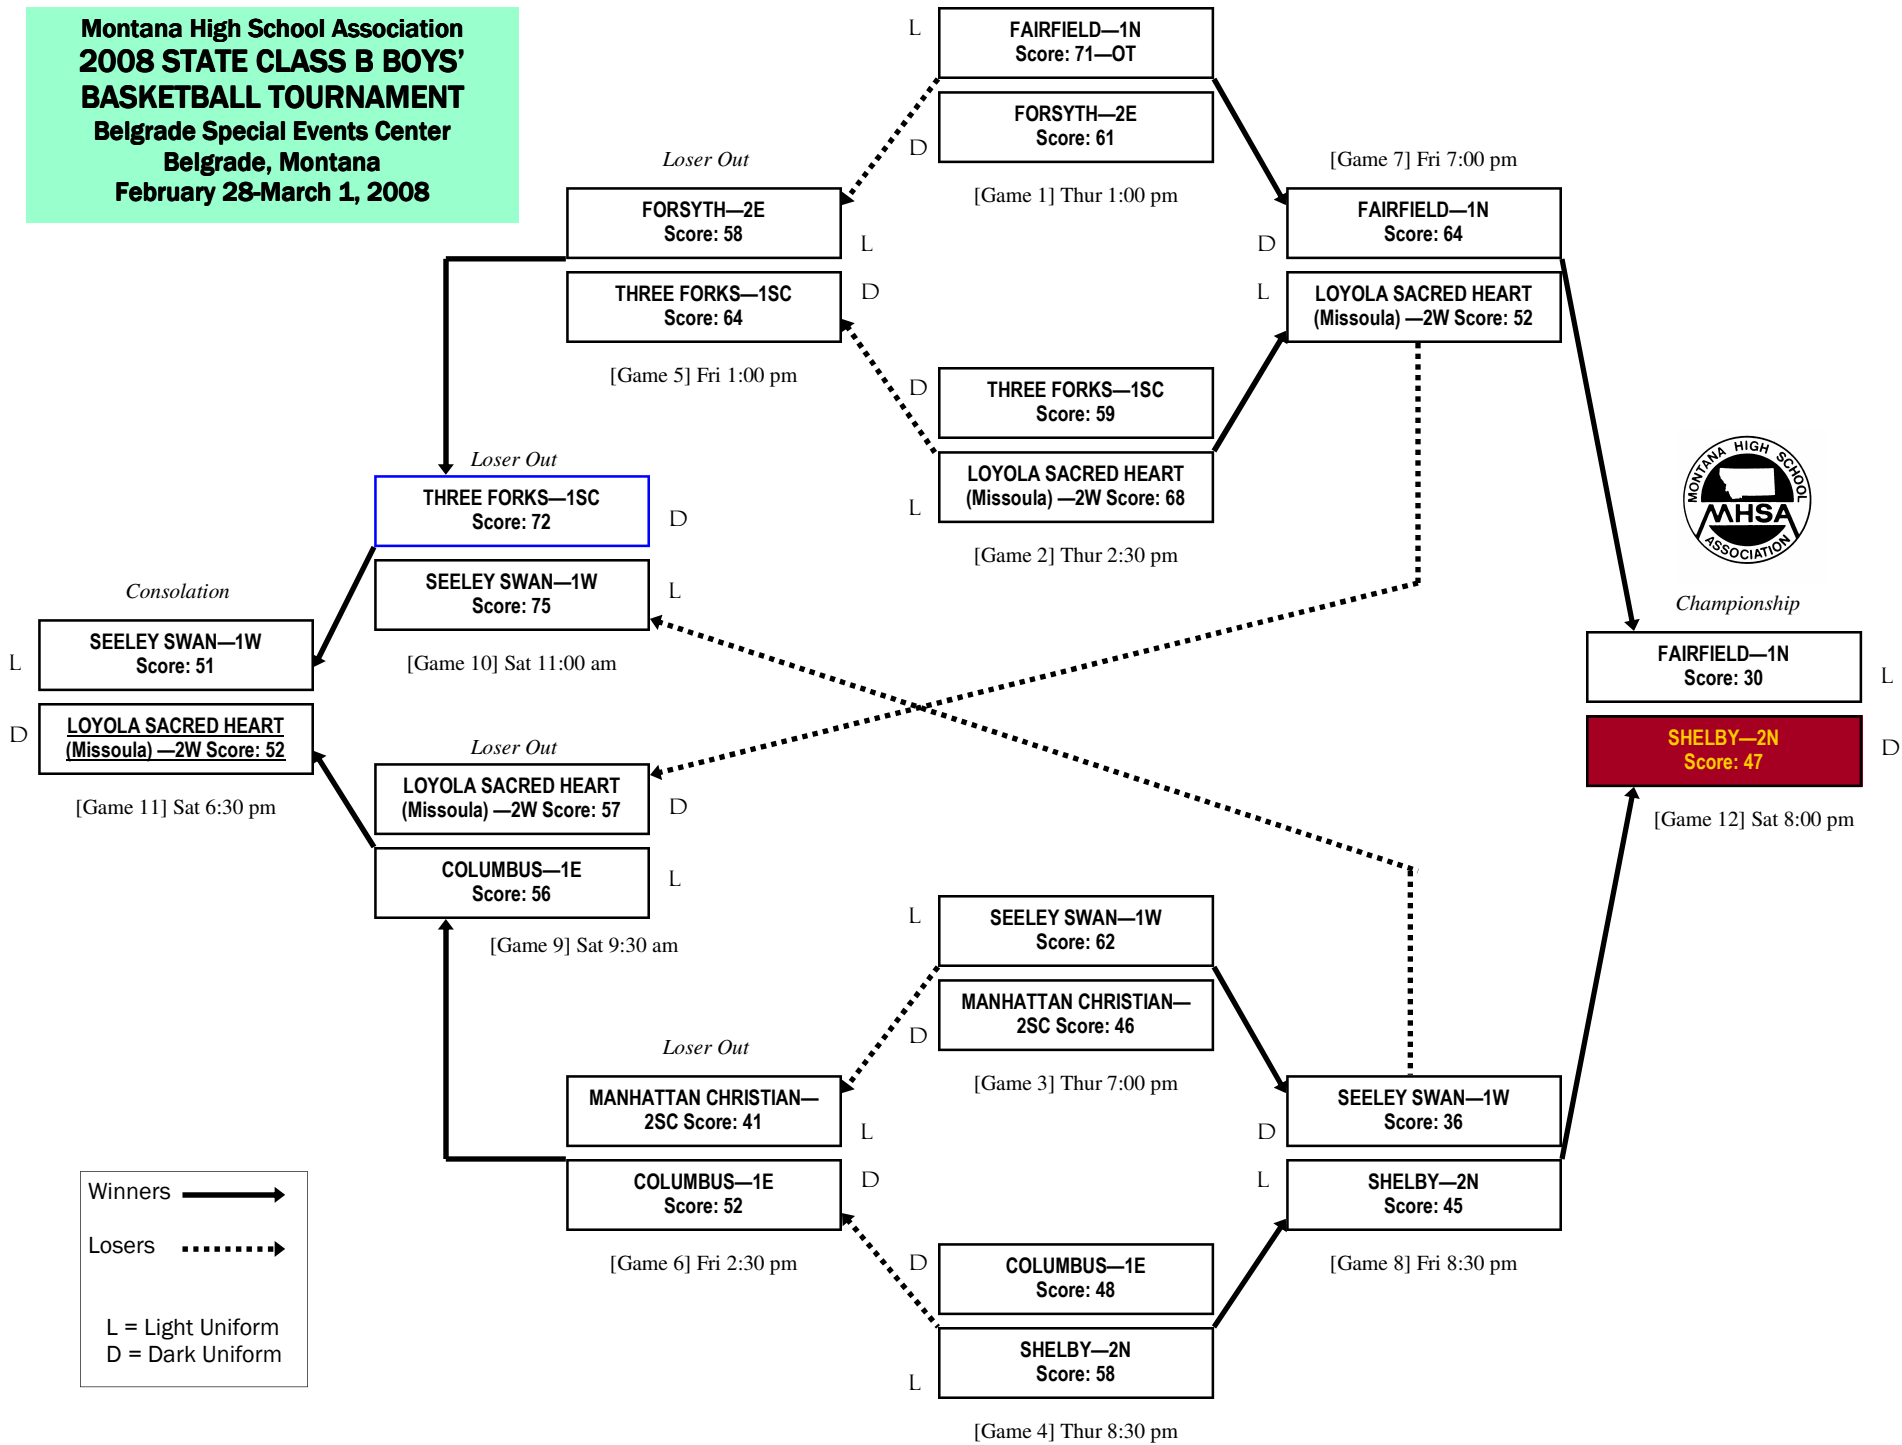 Montana High School Association
2008 STATE CLASS B BOYS'
BASKETBALL TOURNAMENT
Belgrade Special Events Center
Belgrade, Montana
February 28-March 1, 2008
L
FAIRFIELD—1N
Score: 71—OT
FORSYTH—2E
Score: 61
D
[Game 1] Thur 1:00 pm
Loser Out
FORSYTH—2E
Score: 58
L
THREE FORKS—1SC
Score: 64
D
[Game 5] Fri 1:00 pm
[Game 7] Fri 7:00 pm
FAIRFIELD—1N
Score: 64
D
L
LOYOLA SACRED HEART
(Missoula) —2W Score: 52
D
THREE FORKS—1SC
Score: 59
LOYOLA SACRED HEART
(Missoula) —2W Score: 68
L
[Game 2] Thur 2:30 pm
Loser Out
THREE FORKS—1SC
Score: 72
D
SEELEY SWAN—1W
Score: 75
L
[Game 10] Sat 11:00 am
MONTANA HIGH SCHOOL
MHSA
ASSOCIATION
Championship
FAIRFIELD—1N
Score: 30
L
SHELBY—2N
Score: 47
D
[Game 12] Sat 8:00 pm
Consolation
L
SEELEY SWAN—1W
Score: 51
D
LOYOLA SACRED HEART
(Missoula) —2W Score: 52
[Game 11] Sat 6:30 pm
Loser Out
LOYOLA SACRED HEART
(Missoula) —2W Score: 57
D
COLUMBUS—1E
Score: 56
L
[Game 9] Sat 9:30 am
L
SEELEY SWAN—1W
Score: 62
MANHATTAN CHRISTIAN—
2SC Score: 46
D
[Game 3] Thur 7:00 pm
Loser Out
MANHATTAN CHRISTIAN—
2SC Score: 41
L
COLUMBUS—1E
Score: 52
D
[Game 6] Fri 2:30 pm
SEELEY SWAN—1W
Score: 36
D
L
SHELBY—2N
Score: 45
[Game 8] Fri 8:30 pm
D
COLUMBUS—1E
Score: 48
SHELBY—2N
Score: 58
L
[Game 4] Thur 8:30 pm
Winners
Losers
L = Light Uniform
D = Dark Uniform